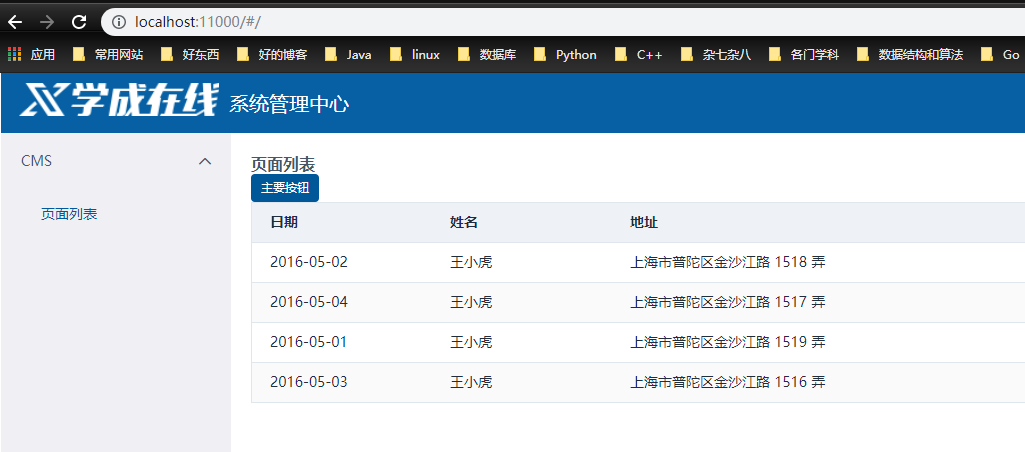 localhost:11000/#/
应用 常用网站 好东西 好的博客 Java linux 数据库 Python C++ 杂七杂八 各门学科 数据结构和算法 Go
X学成在线 系统管理中心
CMS
页面列表
页面列表
主要按钮
日期 姓名 地址
2016-05-02 王小虎 上海市普陀区金沙江路 1518 弄
2016-05-04 王小虎 上海市普陀区金沙江路 1517 弄
2016-05-01 王小虎 上海市普陀区金沙江路 1519 弄
2016-05-03 王小虎 上海市普陀区金沙江路 1516 弄